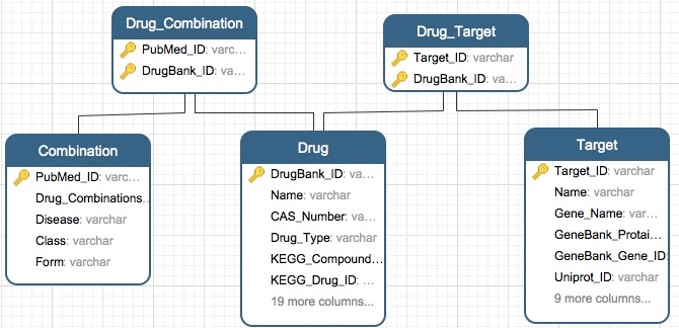 Drug_Combination
PubMed_ID: varc...
DrugBank_ID: va...
Drug_Target
Target_ID: varchar
DrugBank_ID: va...
Combination
PubMed_ID: varc...
Drug_Combinations...
Disease: varchar
Class: varchar
Form: varchar
Drug
DrugBank_ID: va...
Name: varchar
CAS_Number: va...
Drug_Type: varchar
KEGG_Compound...
KEGG_Drug_ID: ...
19 more columns...
Target
Target_ID: varchar
Name: varchar
Gene_Name: var...
GeneBank_Protai...
GeneBank_Gene_ID:
Uniprot_ID: varchar
9 more columns...